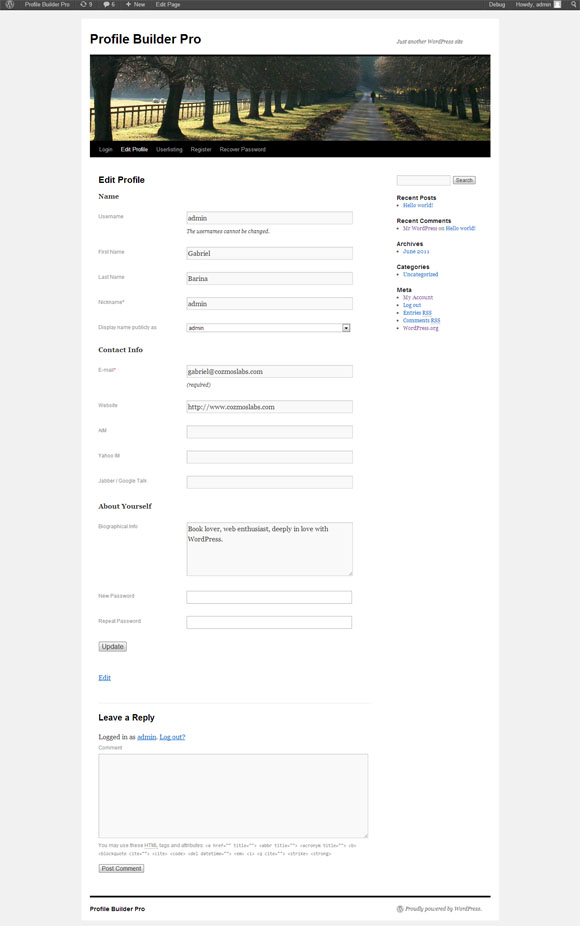 Profile Builder Pro 9 6 + New Edit Page Debug Howdy, admin
Profile Builder Pro
Just another WordPress site
Login Edit Profile Userlisting Register Recover Password
Edit Profile
Name
Username admin
The usernames cannot be changed.
First Name Gabriel
Last Name Barina
Nickname* admin
Display name publicly as admin
Contact Info
E-mail* gabriel@cozmoslabs.com
(required)
Website http://www.cozmoslabs.com
AIM
Yahoo IM
Jabber / Google Talk
About Yourself
Biographical Info Book lover, web enthusiast, deeply in love with
WordPress.
New Password
Repeat Password
Update
Edit
Leave a Reply
Logged in as admin. Log out?
Comment
You may use these HTML tags and attributes: <a href="" title=""> <abbr title=""> <acronym title=""> <b>
<blockquote cite=""> <cite> <code> <del datetime=""> <em> <i> <q cite=""> <strike> <strong>
Post Comment
Search
Recent Posts
Hello world!
Recent Comments
Mr WordPress on Hello world!
Archives
June 2011
Categories
Uncategorized
Meta
My Account
Log out
Entries RSS
Comments RSS
WordPress.org
Profile Builder Pro
Proudly powered by WordPress.